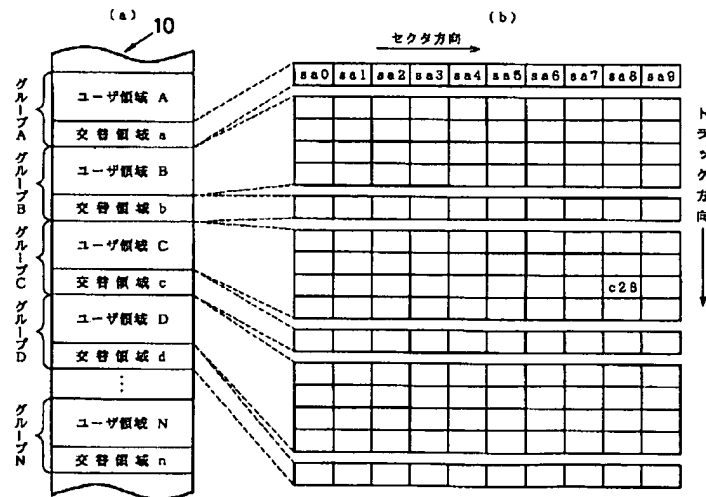 (a)
10
グループA
ユーザ領域 A
交替領域 a
グループB
ユーザ領域 B
交替領域 b
グループC
ユーザ領域 C
交替領域 c
グループD
ユーザ領域 D
交替領域 d
⋮
グループN
ユーザ領域 N
交替領域 n
(b)
セクタ方向
sa0 sa1 sa2 sa3 sa4 sa5 sa6 sa7 sa8 sa9
c28
トラック方向